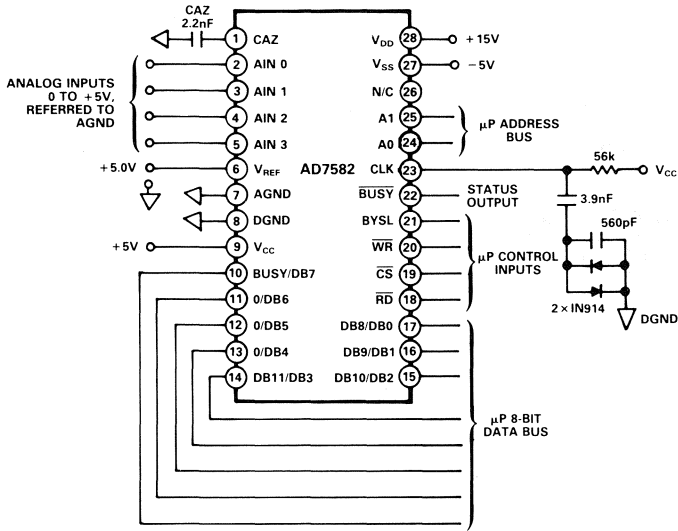 CAZ
2.2nF
1 CAZ
VDD 28 +15V
2 AIN 0
VSS 27 −5V
ANALOG INPUTS
0 TO +5V,
REFERRED TO
AGND
3 AIN 1
N/C 26
4 AIN 2
A1 25
5 AIN 3
A0 24
μP ADDRESS
BUS
+5.0V 6 VREF
AD7582
CLK 23
56k
VCC
7 AGND
BUSY 22
STATUS
OUTPUT
3.9nF
8 DGND
BYSL 21
560pF
+5V 9 VCC
WR 20
μP CONTROL
INPUTS
10 BUSY/DB7
CS 19
11 0/DB6
RD 18
2×IN914
DGND
12 0/DB5
DB8/DB0 17
13 0/DB4
DB9/DB1 16
14 DB11/DB3
DB10/DB2 15
μP 8-BIT
DATA BUS